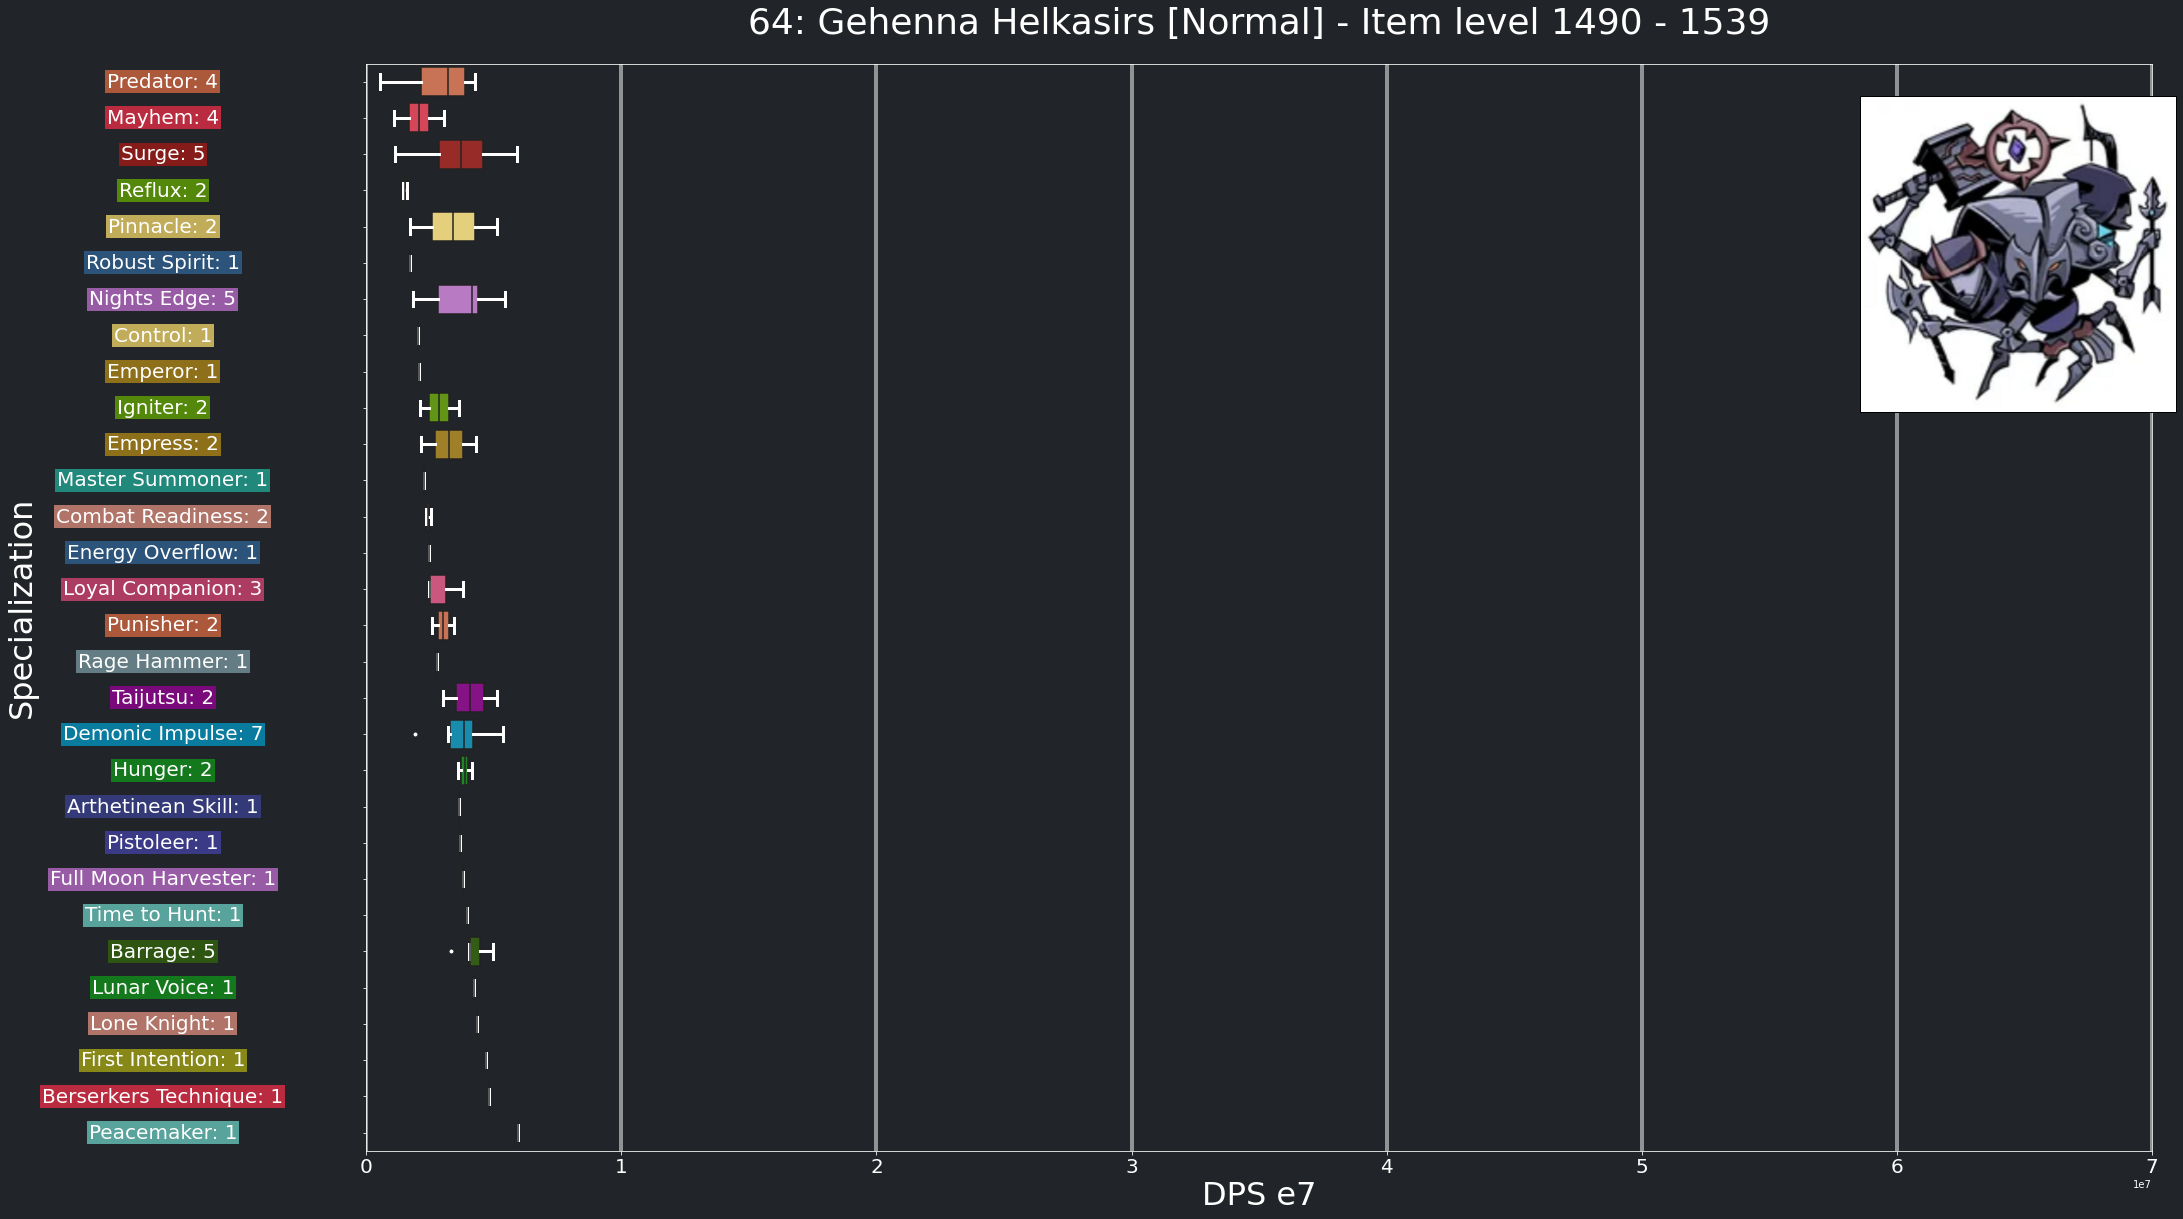 64: Gehenna Helkasirs [Normal] - Item level 1490 - 1539
Specialization
Predator: 4
Mayhem: 4
Surge: 5
Reflux: 2
Pinnacle: 2
Robust Spirit: 1
Nights Edge: 5
Control: 1
Emperor: 1
Igniter: 2
Empress: 2
Master Summoner: 1
Combat Readiness: 2
Energy Overflow: 1
Loyal Companion: 3
Punisher: 2
Rage Hammer: 1
Taijutsu: 2
Demonic Impulse: 7
Hunger: 2
Arthetinean Skill: 1
Pistoleer: 1
Full Moon Harvester: 1
Time to Hunt: 1
Barrage: 5
Lunar Voice: 1
Lone Knight: 1
First Intention: 1
Berserkers Technique: 1
Peacemaker: 1
0 1 2 3 4 5 6 7
1e7
DPS e7